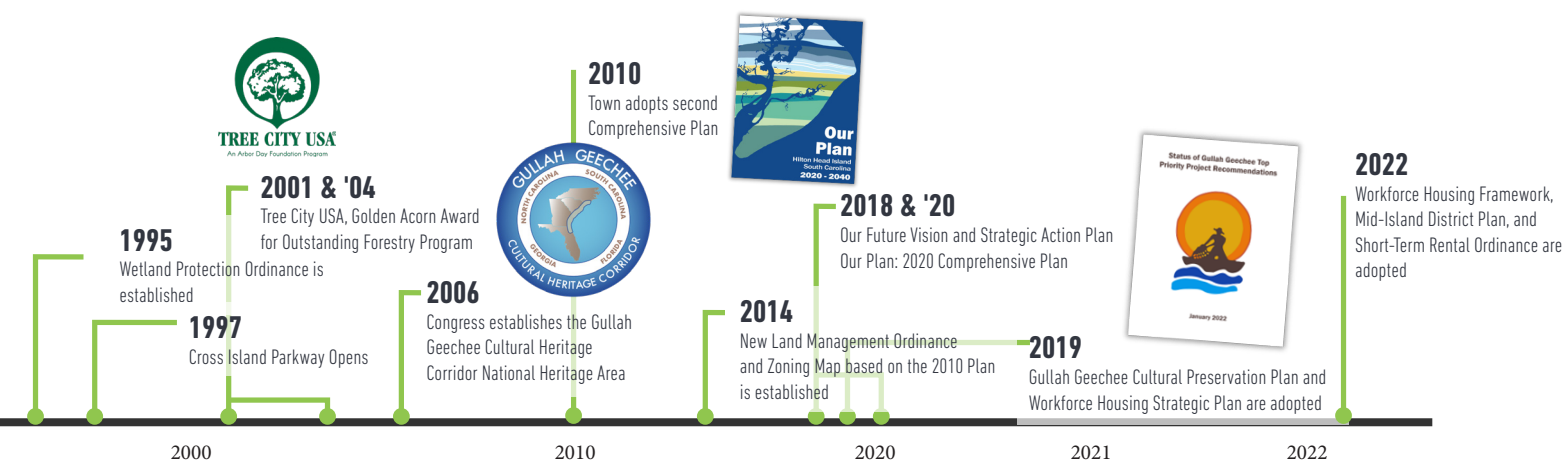 TREE CITY USA®
An Arbor Day Foundation Program
1995
Wetland Protection Ordinance is
established
1997
Cross Island Parkway Opens
2001 & '04
Tree City USA, Golden Acorn Award
for Outstanding Forestry Program
2006
Congress establishes the Gullah
Geechee Cultural Heritage
Corridor National Heritage Area
2010
Town adopts second
Comprehensive Plan
GULLAH GEECHEE
CULTURAL HERITAGE CORRIDOR
NORTH CAROLINA
SOUTH CAROLINA
GEORGIA
FLORIDA
2014
New Land Management Ordinance
and Zoning Map based on the 2010 Plan
is established
Our
Plan
Hilton Head Island
South Carolina
2020 - 2040
2018 & '20
Our Future Vision and Strategic Action Plan
Our Plan: 2020 Comprehensive Plan
2019
Gullah Geechee Cultural Preservation Plan and
Workforce Housing Strategic Plan are adopted
Status of Gullah Geechee Top
Priority Project Recommendations
January 2022
2022
Workforce Housing Framework,
Mid-Island District Plan, and
Short-Term Rental Ordinance are
adopted
2000
2010
2020
2021
2022